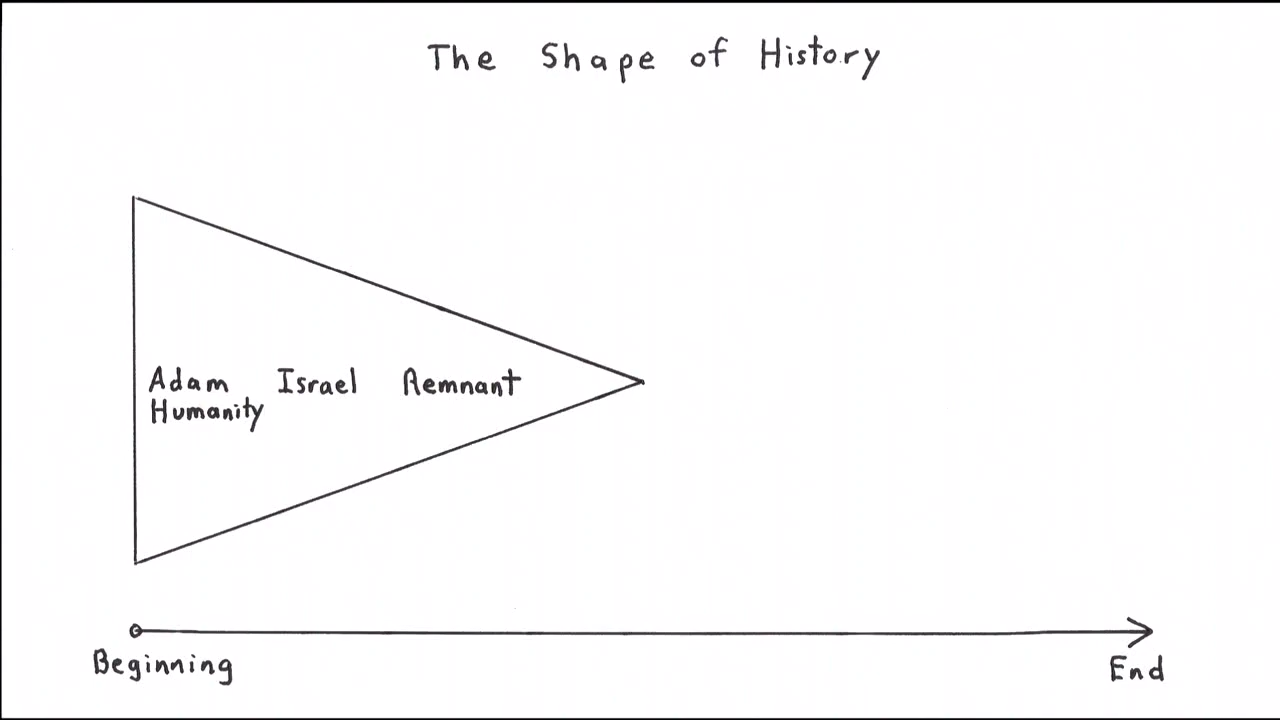 The Shape of History
Adam Israel Remnant
Humanity
Beginning
End